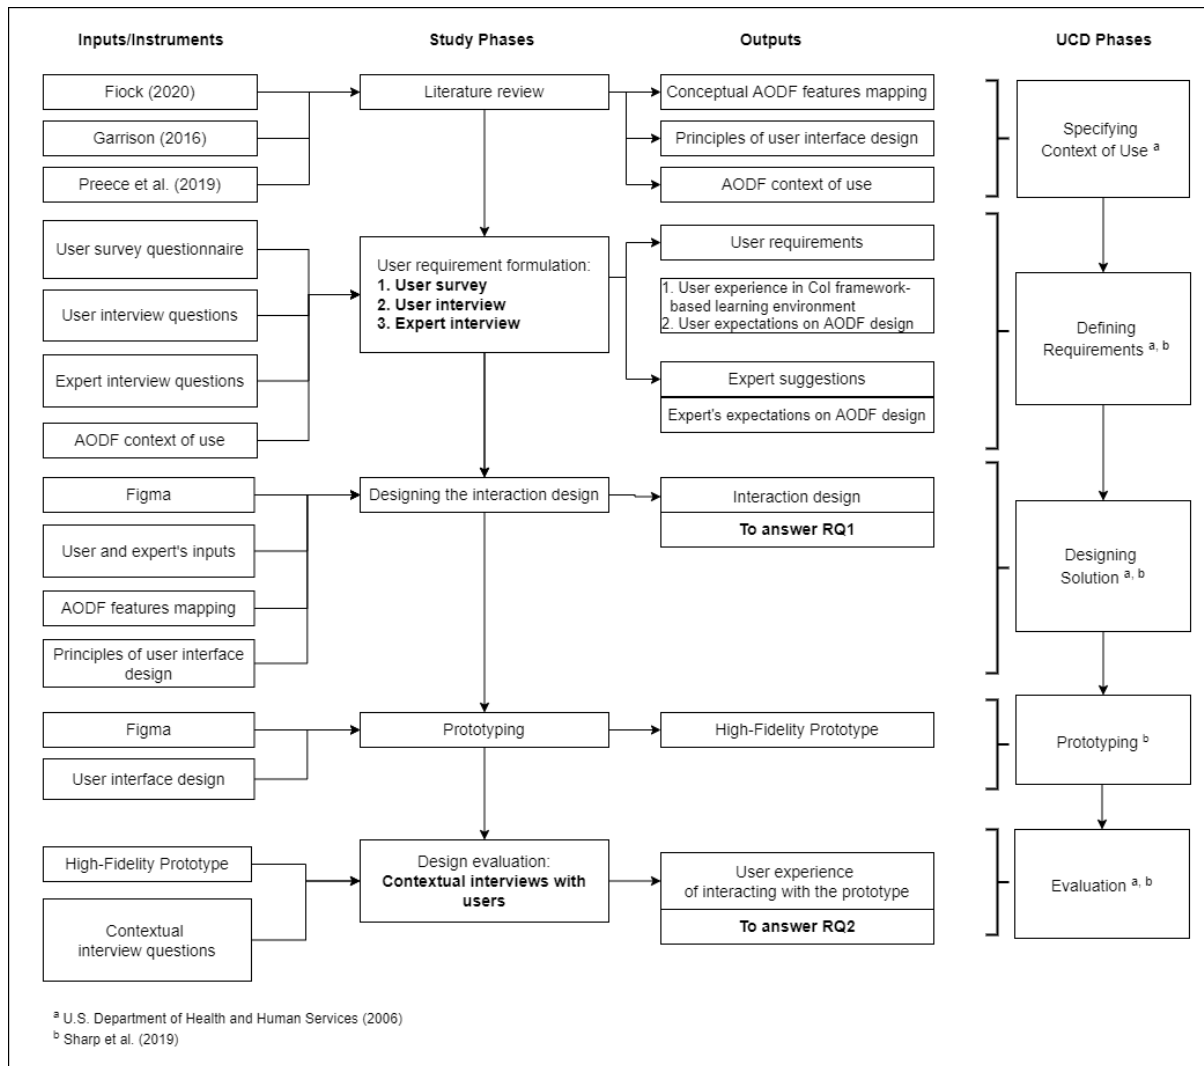 Inputs/Instruments
Study Phases
Outputs
UCD Phases
Fiock (2020)
Literature review
Conceptual AODF features mapping
Garrison (2016)
Principles of user interface design
Preece et al. (2019)
AODF context of use
Specifying
Context of Use a
User survey questionnaire
User interview questions
Expert interview questions
AODF context of use
User requirement formulation:
1. User survey
2. User interview
3. Expert interview
User requirements
1. User experience in CoI framework-
based learning environment
2. User expectations on AODF design
Expert suggestions
Expert's expectations on AODF design
Defining
Requirements a, b
Figma
User and expert's inputs
AODF features mapping
Principles of user interface
design
Designing the interaction design
Interaction design
To answer RQ1
Designing
Solution a, b
Figma
User interface design
Prototyping
High-Fidelity Prototype
Prototyping b
High-Fidelity Prototype
Contextual
interview questions
Design evaluation:
Contextual interviews with
users
User experience
of interacting with the prototype
To answer RQ2
Evaluation a, b
a U.S. Department of Health and Human Services (2006)
b Sharp et al. (2019)